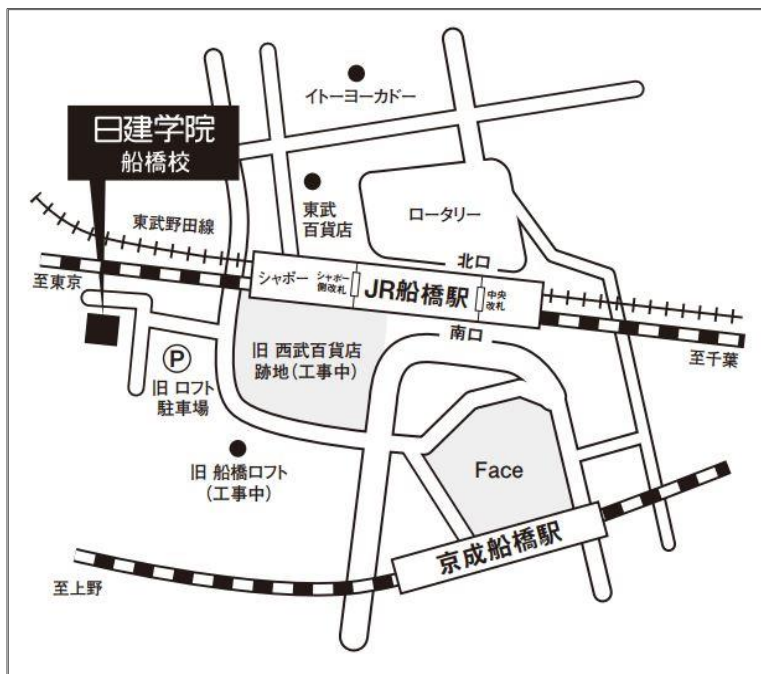 イトーヨーカドー
日建学院
船橋校
東武
百貨店
ロータリー
東武野田線
北口
至東京
シャポー
シャポー
側改札
JR船橋駅
中央
改札
南口
至千葉
旧 西武百貨店
跡地(工事中)
P
旧 ロフト
駐車場
旧 船橋ロフト
(工事中)
Face
京成船橋駅
至上野